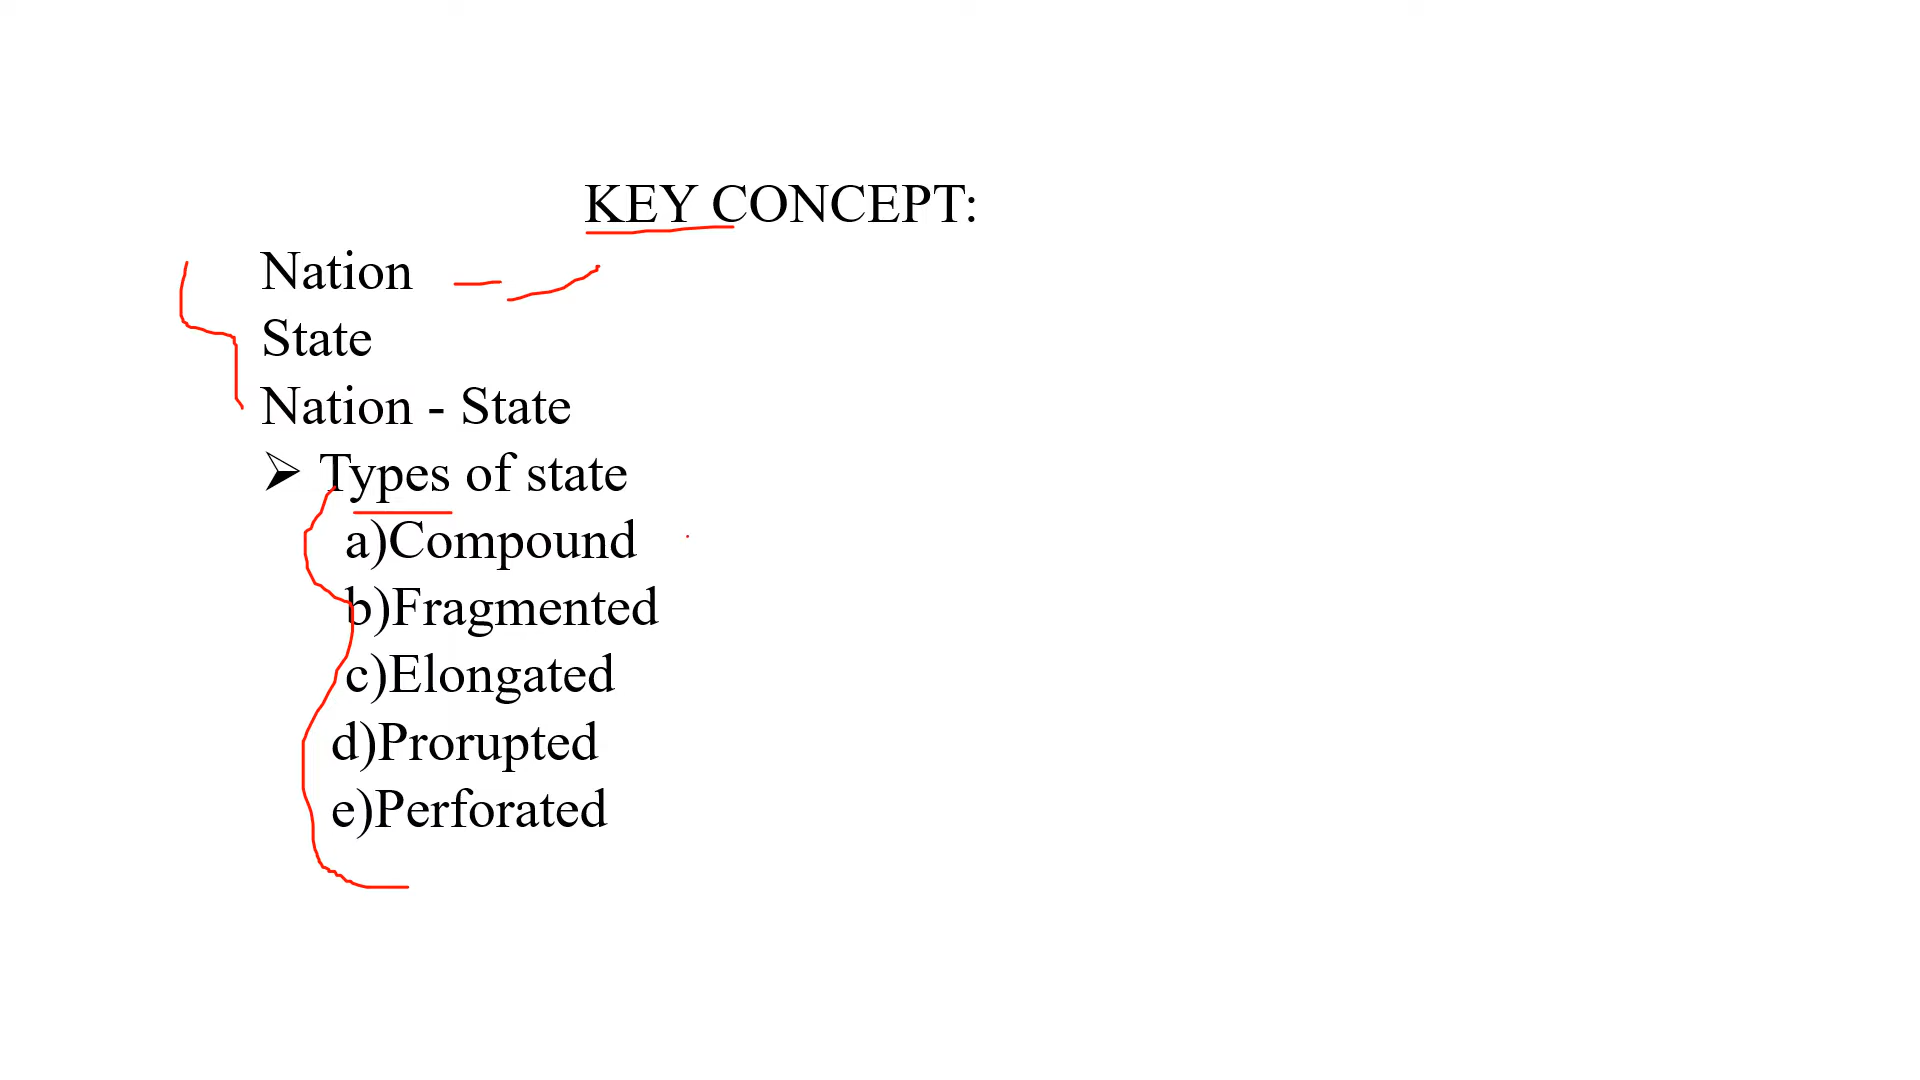 KEY CONCEPT:
Nation
State
Nation - State
➢ Types of state
a)Compound
b)Fragmented
c)Elongated
d)Prorupted
e)Perforated